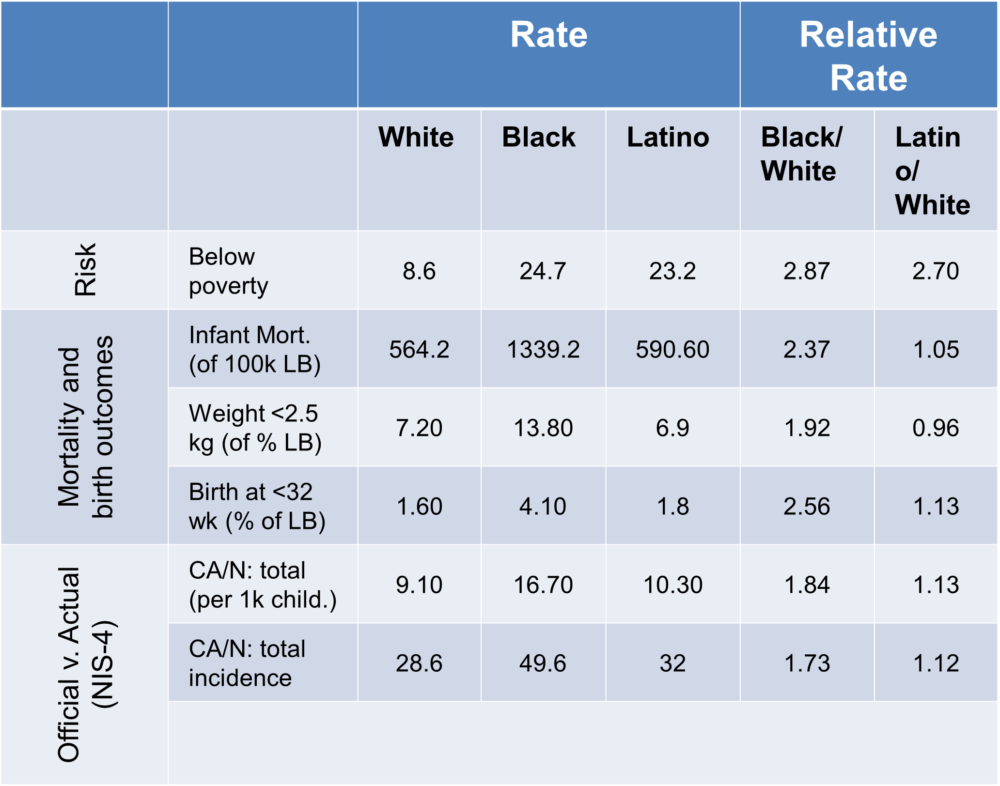 Rate
Relative
Rate
White
Black
Latino
Black/
White
Latin
o/
White
Risk
Below
poverty
8.6
24.7
23.2
2.87
2.70
Mortality and
birth outcomes
Infant Mort.
(of 100k LB)
564.2
1339.2
590.60
2.37
1.05
Weight <2.5
kg (of % LB)
7.20
13.80
6.9
1.92
0.96
Birth at <32
wk (% of LB)
1.60
4.10
1.8
2.56
1.13
Official v. Actual
(NIS-4)
CA/N: total
(per 1k child.)
9.10
16.70
10.30
1.84
1.13
CA/N: total
incidence
28.6
49.6
32
1.73
1.12